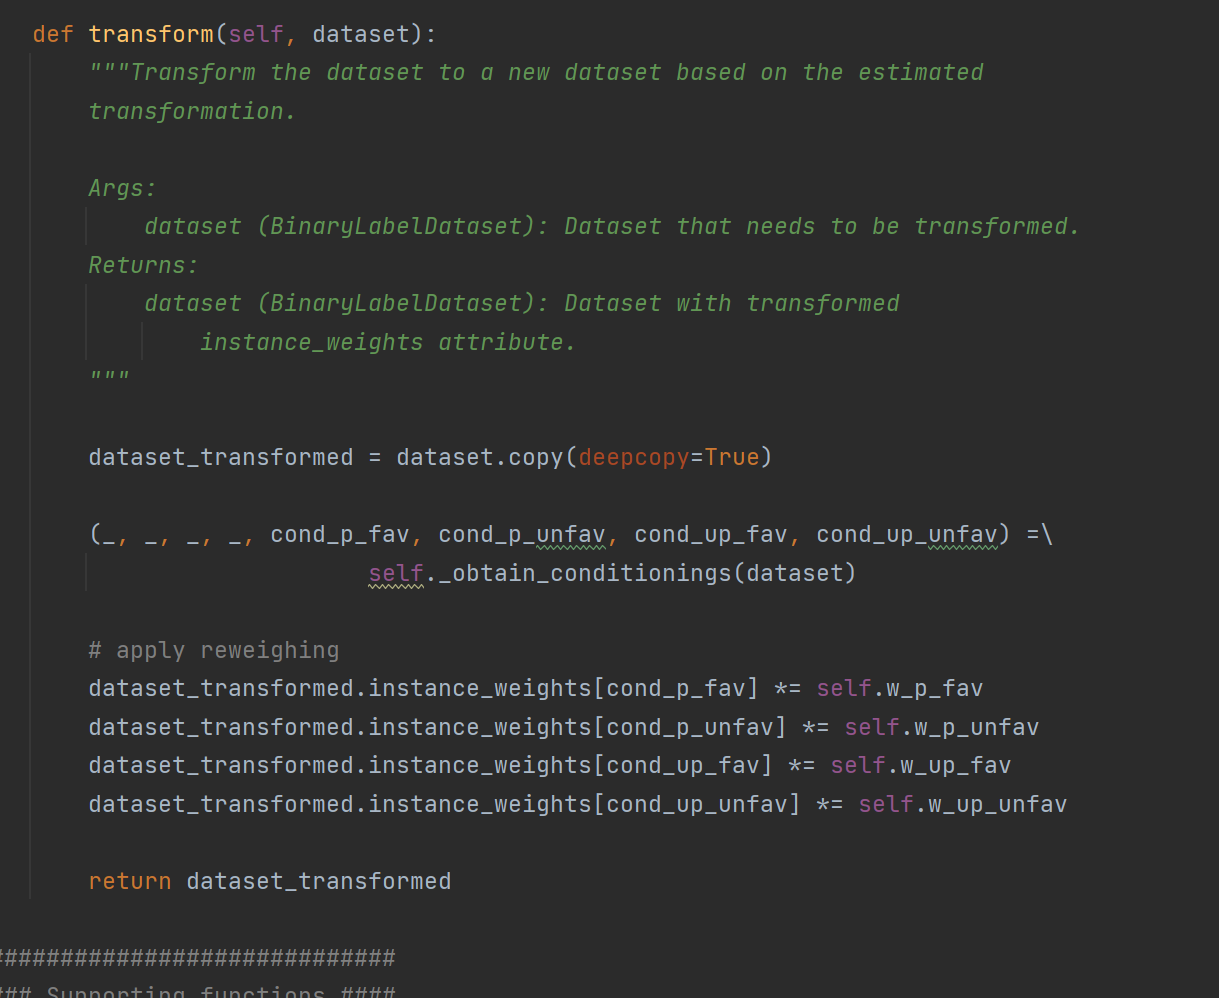 def transform(self, dataset):
"""Transform the dataset to a new dataset based on the estimated
transformation.
Args:
dataset (BinaryLabelDataset): Dataset that needs to be transformed.
Returns:
dataset (BinaryLabelDataset): Dataset with transformed
instance_weights attribute.
"""
dataset_transformed = dataset.copy(deepcopy=True)
(_, _, _, _, cond_p_fav, cond_p_unfav, cond_up_fav, cond_up_unfav) =\
self._obtain_conditionings(dataset)
# apply reweighing
dataset_transformed.instance_weights[cond_p_fav] *= self.w_p_fav
dataset_transformed.instance_weights[cond_p_unfav] *= self.w_p_unfav
dataset_transformed.instance_weights[cond_up_fav] *= self.w_up_fav
dataset_transformed.instance_weights[cond_up_unfav] *= self.w_up_unfav
return dataset_transformed
#############################
### Supporting functions ####